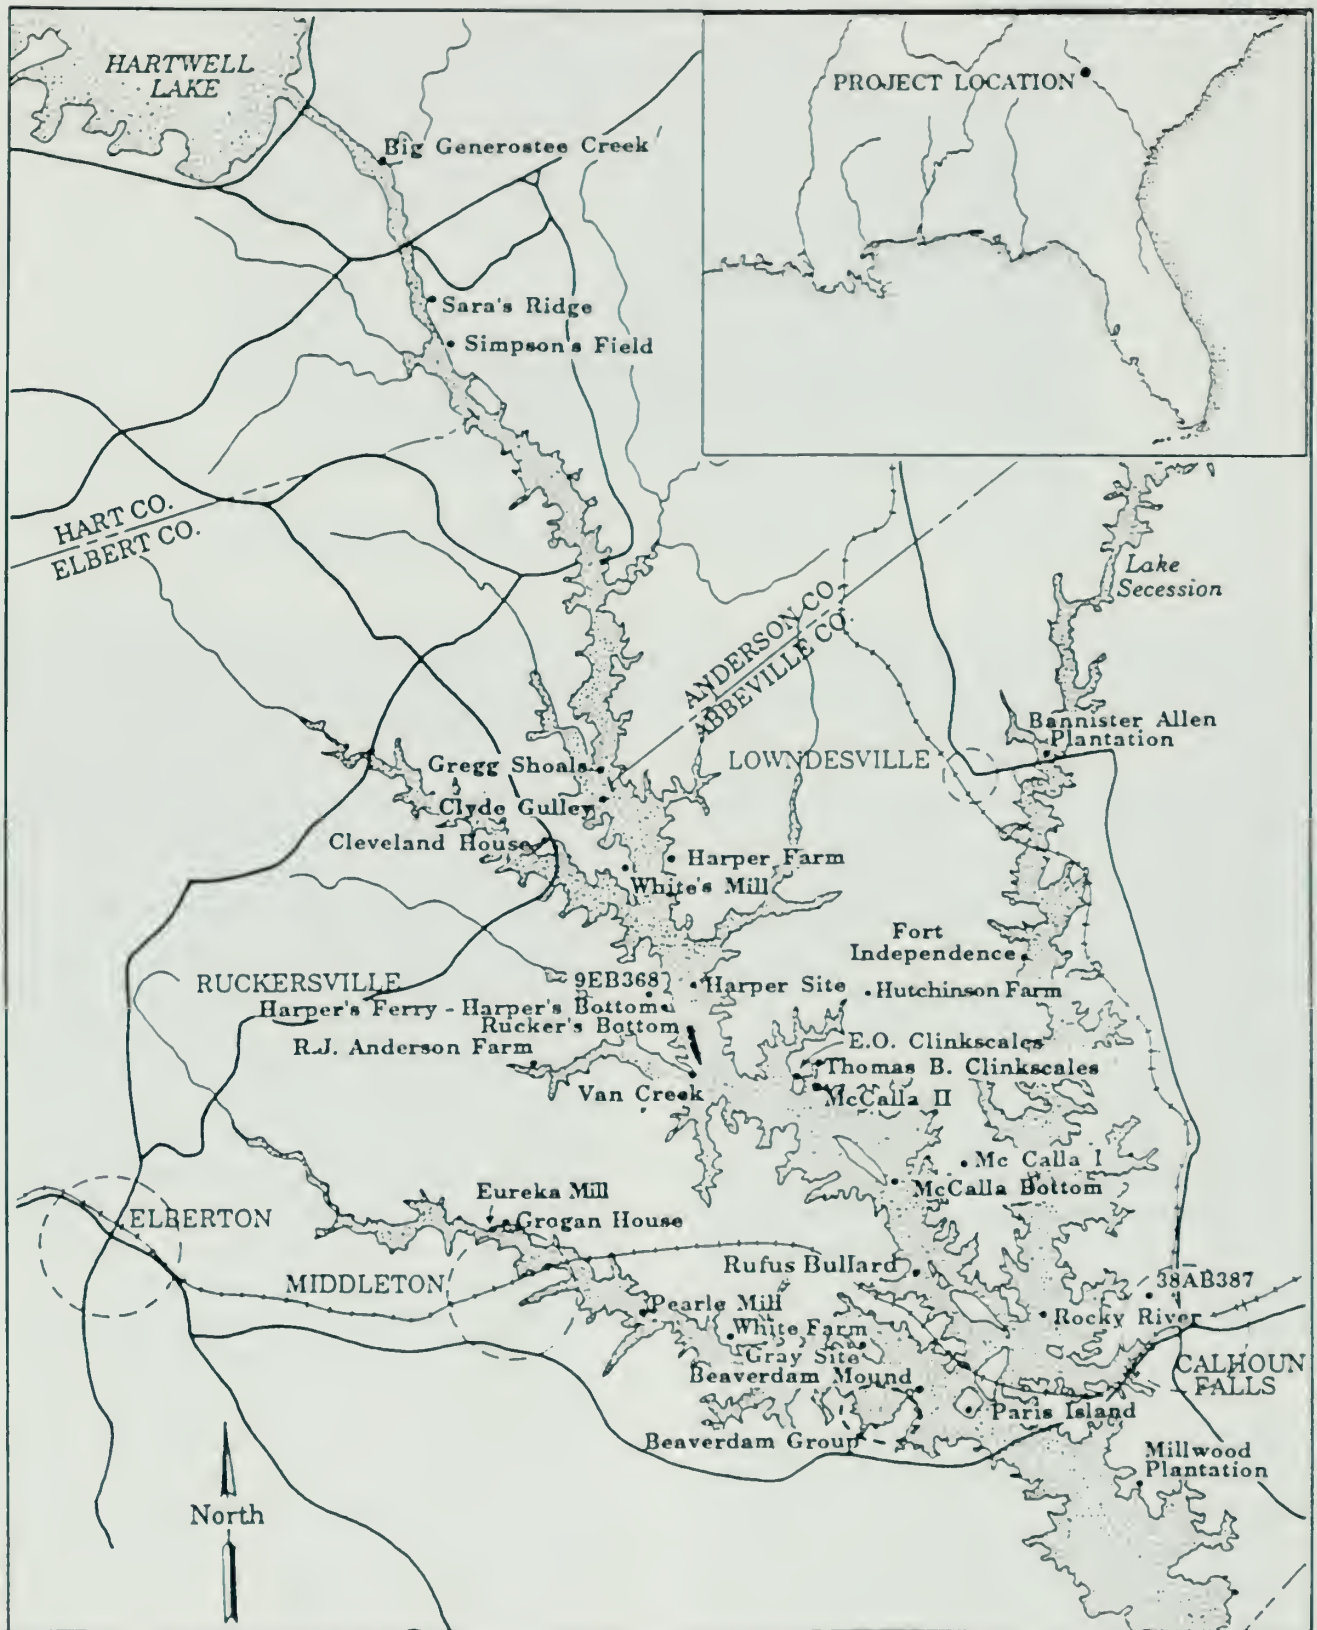 HARTWELL
LAKE
PROJECT LOCATION
Big Generostee Creek
Sara's Ridge
Simpson's Field
HART CO.
ELBERT CO.
Lake
Secession
ANDERSON CO.
ABBEVILLE CO.
Bannister Allen
Plantation
LOWNDESVILLE
Gregg Shoals
Clyde Gulley
Cleveland House
Harper Farm
White's Mill
Fort
Independence
RUCKERSVILLE
9EB368
Harper Site
Hutchinson Farm
Harper's Ferry - Harper's Bottom
Rucker's Bottom
R.J. Anderson Farm
E.O. Clinkscales
Thomas B. Clinkscales
Van Creek
McCalla II
Mc Calla I
McCalla Bottom
Eureka Mill
Grogan House
ELBERTON
Rufus Bullard
MIDDLETON
38AB387
Pearle Mill
Rocky River
White Farm
Gray Site
Beaverdam Mound
CALHOUN
FALLS
Paris Island
Beaverdam Group
Millwood
Plantation
North